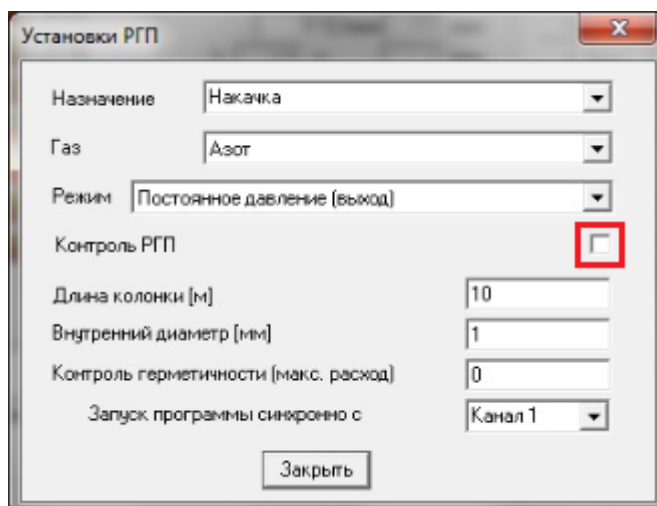 Установки РГП
Назначение Накачка
Газ Азот
Режим Постоянное давление (выход)
Контроль РГП
Длина колонки [м] 10
Внутренний диаметр [мм] 1
Контроль герметичности (макс. расход) 0
Запуск программы синхронно с Канал 1
Закрыть